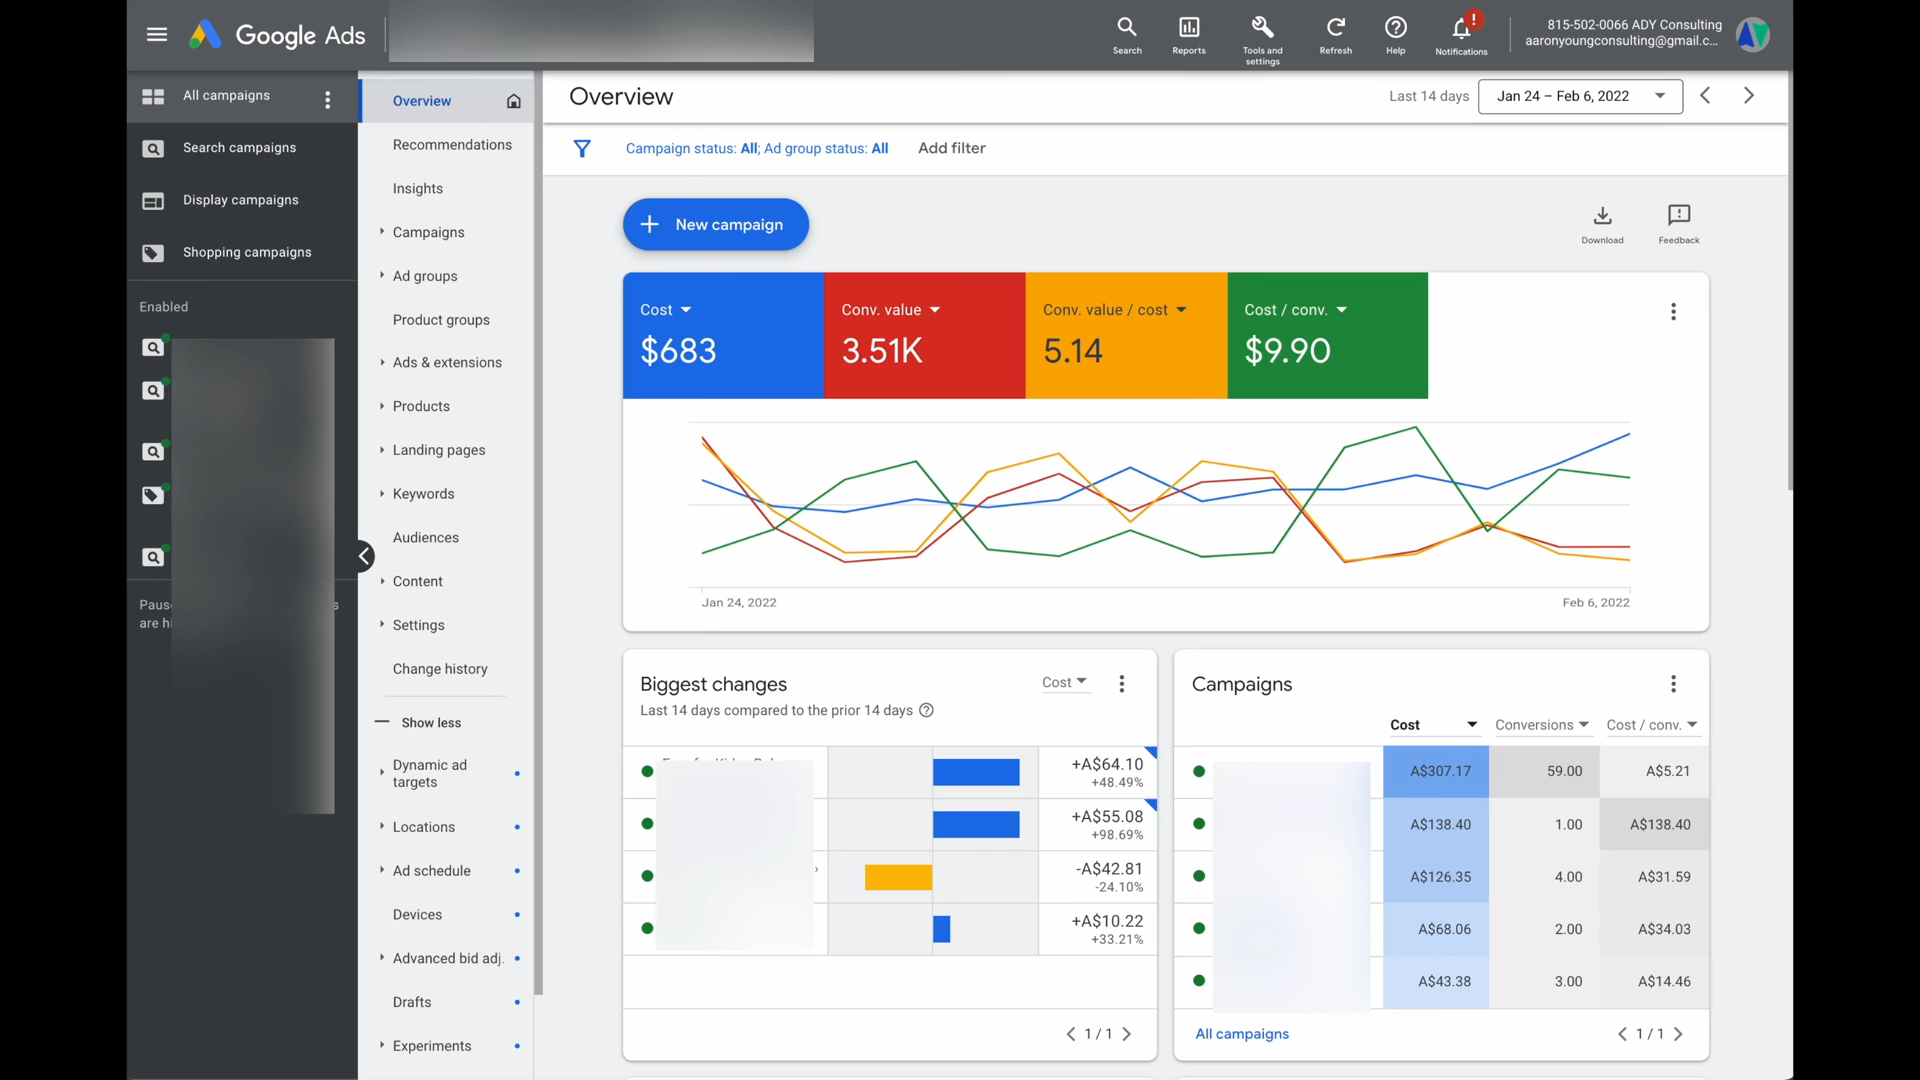 Google Ads
Search
Reports
Tools and
settings
Refresh
Help
!
Notifications
815-502-0066 ADY Consulting
aaronyoungconsulting@gmail.c...
All campaigns
Search campaigns
Display campaigns
Shopping campaigns
Enabled
Paus
s
are hi
Overview
Recommendations
Insights
Campaigns
Ad groups
Product groups
Ads & extensions
Products
Landing pages
Keywords
Audiences
Content
Settings
Change history
Show less
Dynamic ad
targets
Locations
Ad schedule
Devices
Advanced bid adj.
Drafts
Experiments
Overview
Last 14 days
Jan 24 – Feb 6, 2022
Campaign status: All; Ad group status: All
Add filter
New campaign
Download
Feedback
Cost
$683
Conv. value
3.51K
Conv. value / cost
5.14
Cost / conv.
$9.90
Jan 24, 2022
Feb 6, 2022
Biggest changes
Cost
Last 14 days compared to the prior 14 days
+A$64.10
+48.49%
+A$55.08
+98.69%
-A$42.81
-24.10%
+A$10.22
+33.21%
1 / 1
Campaigns
Cost
Conversions
Cost / conv.
A$307.17 59.00 A$5.21
A$138.40 1.00 A$138.40
A$126.35 4.00 A$31.59
A$68.06 2.00 A$34.03
A$43.38 3.00 A$14.46
All campaigns
1 / 1